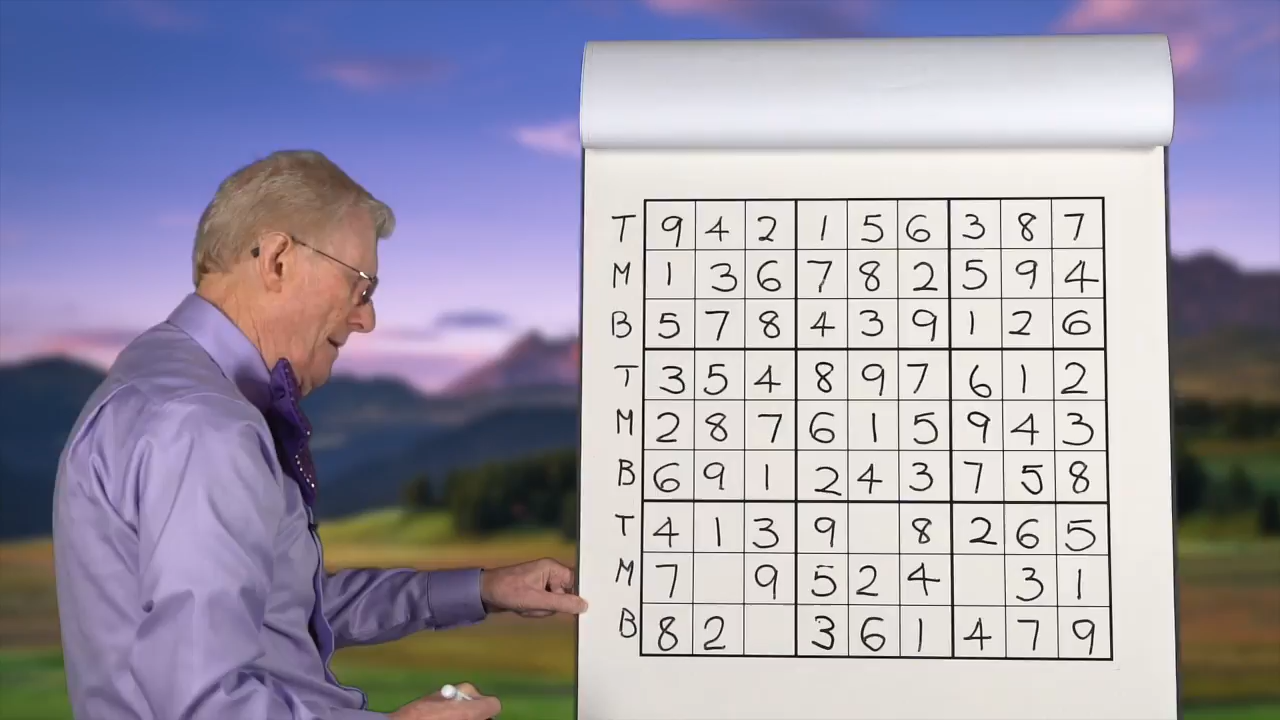 T 9 4 2 1 5 6 3 8 7
M 1 3 6 7 8 2 5 9 4
B 5 7 8 4 3 9 1 2 6
T 3 5 4 8 9 7 6 1 2
M 2 8 7 6 1 5 9 4 3
B 6 9 1 2 4 3 7 5 8
T 4 1 3 9 8 2 6 5
M 7 9 5 2 4 3 1
B 8 2 3 6 1 4 7 9